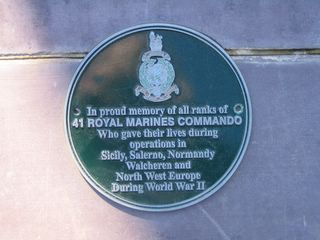 In proud memory of all ranks of
41 ROYAL MARINES COMMANDO
Who gave their lives during
operations in
Sicily, Salerno, Normandy
Walcheren and
North West Europe
During World War II